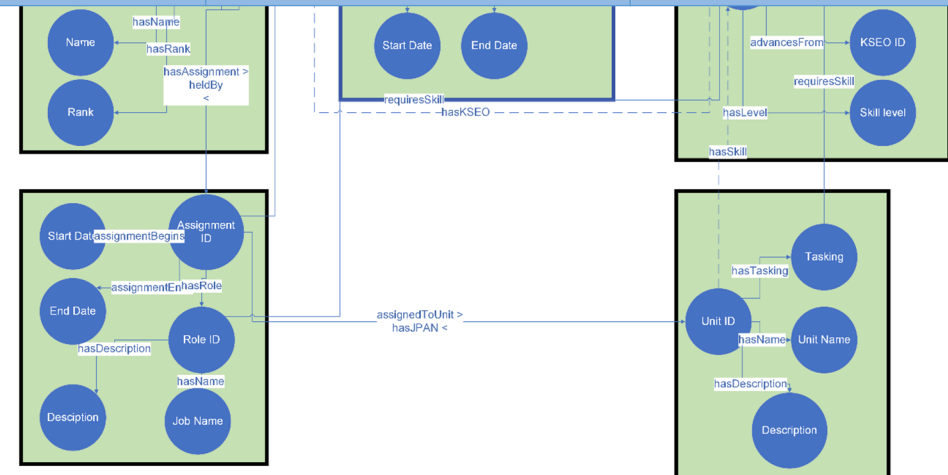 hasName
Name
hasRank
hasAssignment >
heldBy
<
Rank
Start Date
End Date
requiresSkill
hasKSEO
advancesFrom
KSEO ID
requiresSkill
hasLevel
Skill level
hasSkill
Start Dat
assignmentBegins
Assignment
ID
End Date
assignmentEn
hasRole
hasDescription
Role ID
hasName
Desciption
Job Name
assignedToUnit >
hasJPAN <
Tasking
hasTasking
Unit ID
hasName
Unit Name
hasDescription
Description